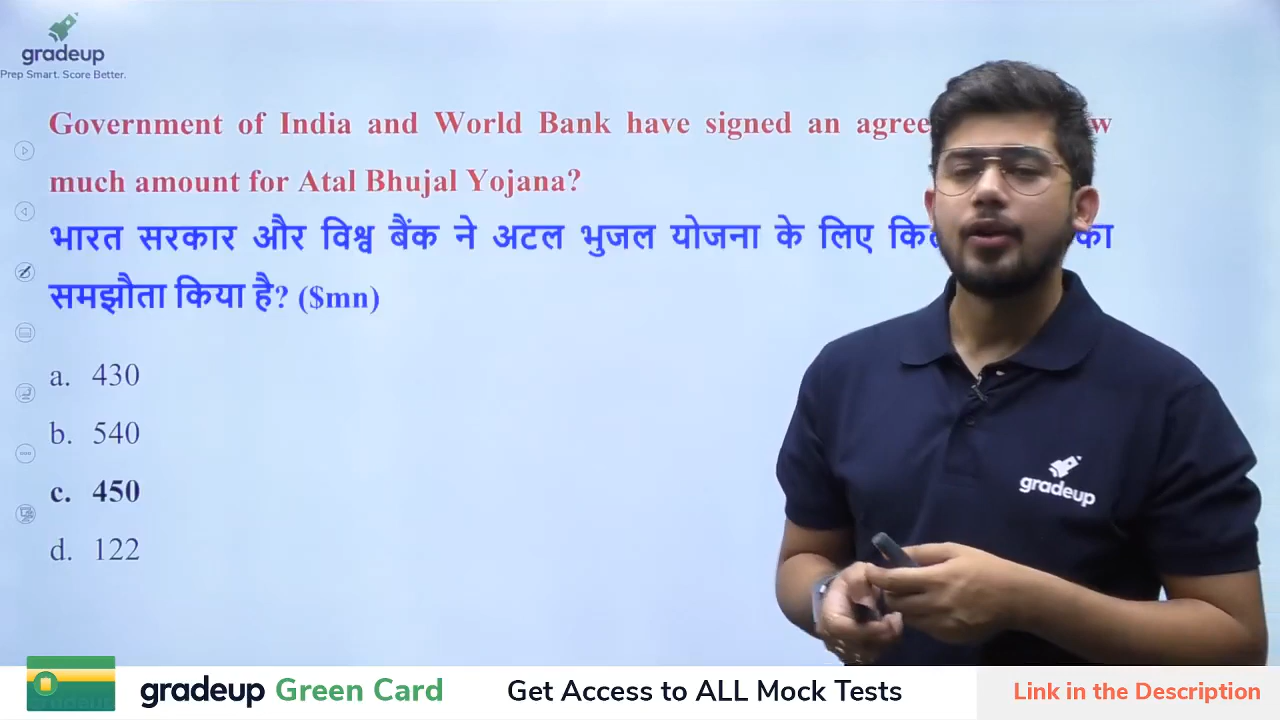 gradeup
Prep Smart. Score Better.
Government of India and World Bank have signed an
much amount for Atal Bhujal Yojana?
भारत सरकार और विश्व बैंक ने अटल भुजल योजना के लिए का
समझौता किया है? ($mn)
a. 430
b. 540
c. 450
d. 122
gradeup
gradeup Green Card
Get Access to ALL Mock Tests
Link in the Description